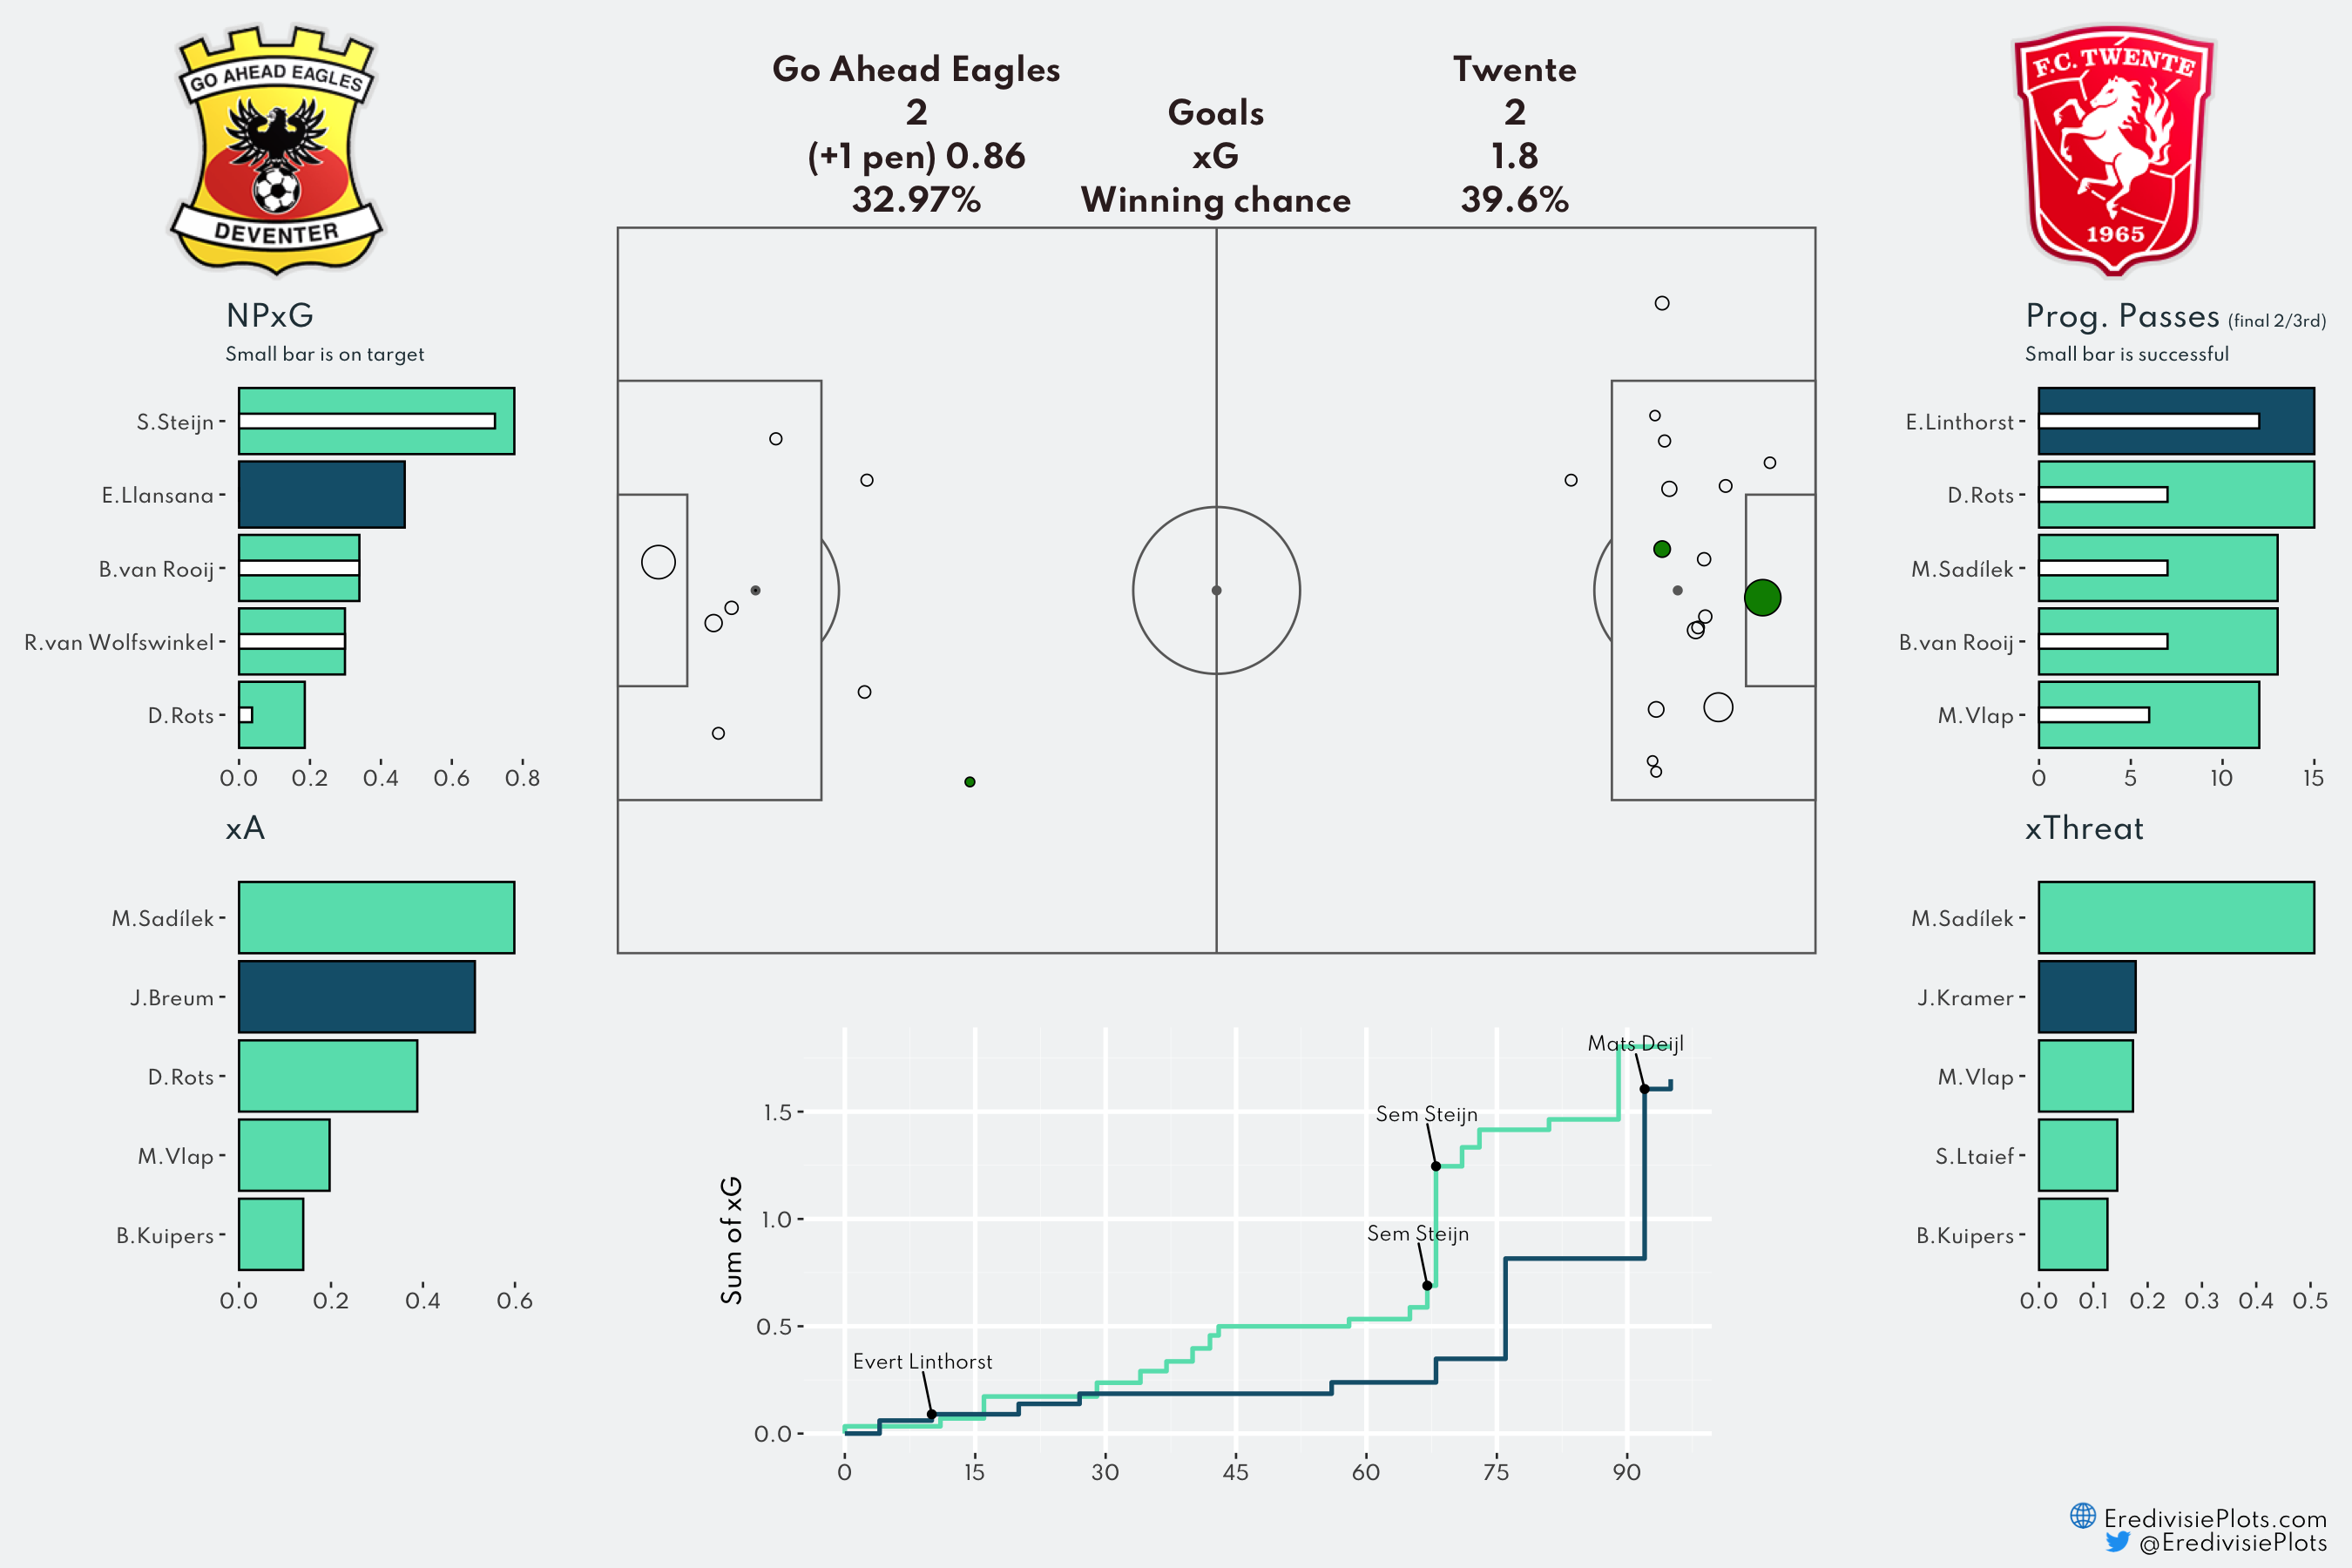 GO AHEAD EAGLES
DEVENTER
Go Ahead Eagles
Twente
2
Goals
2
(+1 pen) 0.86
xG
1.8
32.97%
Winning chance
39.6%
F.C. TWENTE
1965
NPxG
Small bar is on target
S.Steijn
E.Llansana
B.van Rooij
R.van Wolfswinkel
D.Rots
0.0 0.2 0.4 0.6 0.8
xA
M.Sadílek
J.Breum
D.Rots
M.Vlap
B.Kuipers
0.0 0.2 0.4 0.6
Sum of xG
1.5
1.0
0.5
0.0
Mats Deijl
Sem Steijn
Sem Steijn
Evert Linthorst
0 15 30 45 60 75 90
Prog. Passes (final 2/3rd)
Small bar is successful
E.Linthorst
D.Rots
M.Sadílek
B.van Rooij
M.Vlap
0 5 10 15
xThreat
M.Sadílek
J.Kramer
M.Vlap
S.Ltaief
B.Kuipers
0.0 0.1 0.2 0.3 0.4 0.5
EredivisiePlots.com
@EredivisiePlots